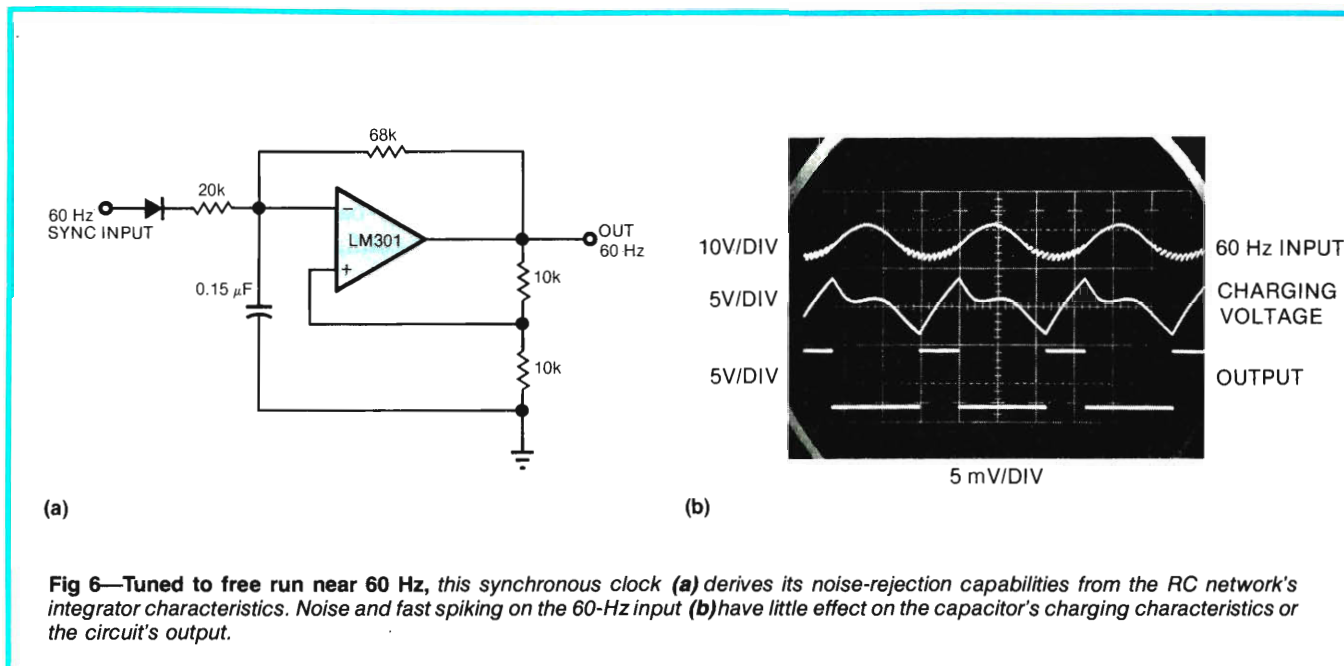 68k
20k
60 Hz
SYNC INPUT
−
LM301
+
OUT
60 Hz
10k
0.15 μF
10k
10V/DIV
60 Hz INPUT
5V/DIV
CHARGING
VOLTAGE
5V/DIV
OUTPUT
5 mV/DIV
(a)
(b)
Fig 6—Tuned to free run near 60 Hz, this synchronous clock (a) derives its noise-rejection capabilities from the RC network's
integrator characteristics. Noise and fast spiking on the 60-Hz input (b) have little effect on the capacitor's charging characteristics or
the circuit's output.